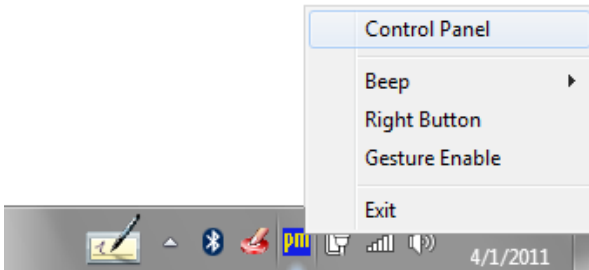 Control Panel
Beep
Right Button
Gesture Enable
Exit
pm
4/1/2011